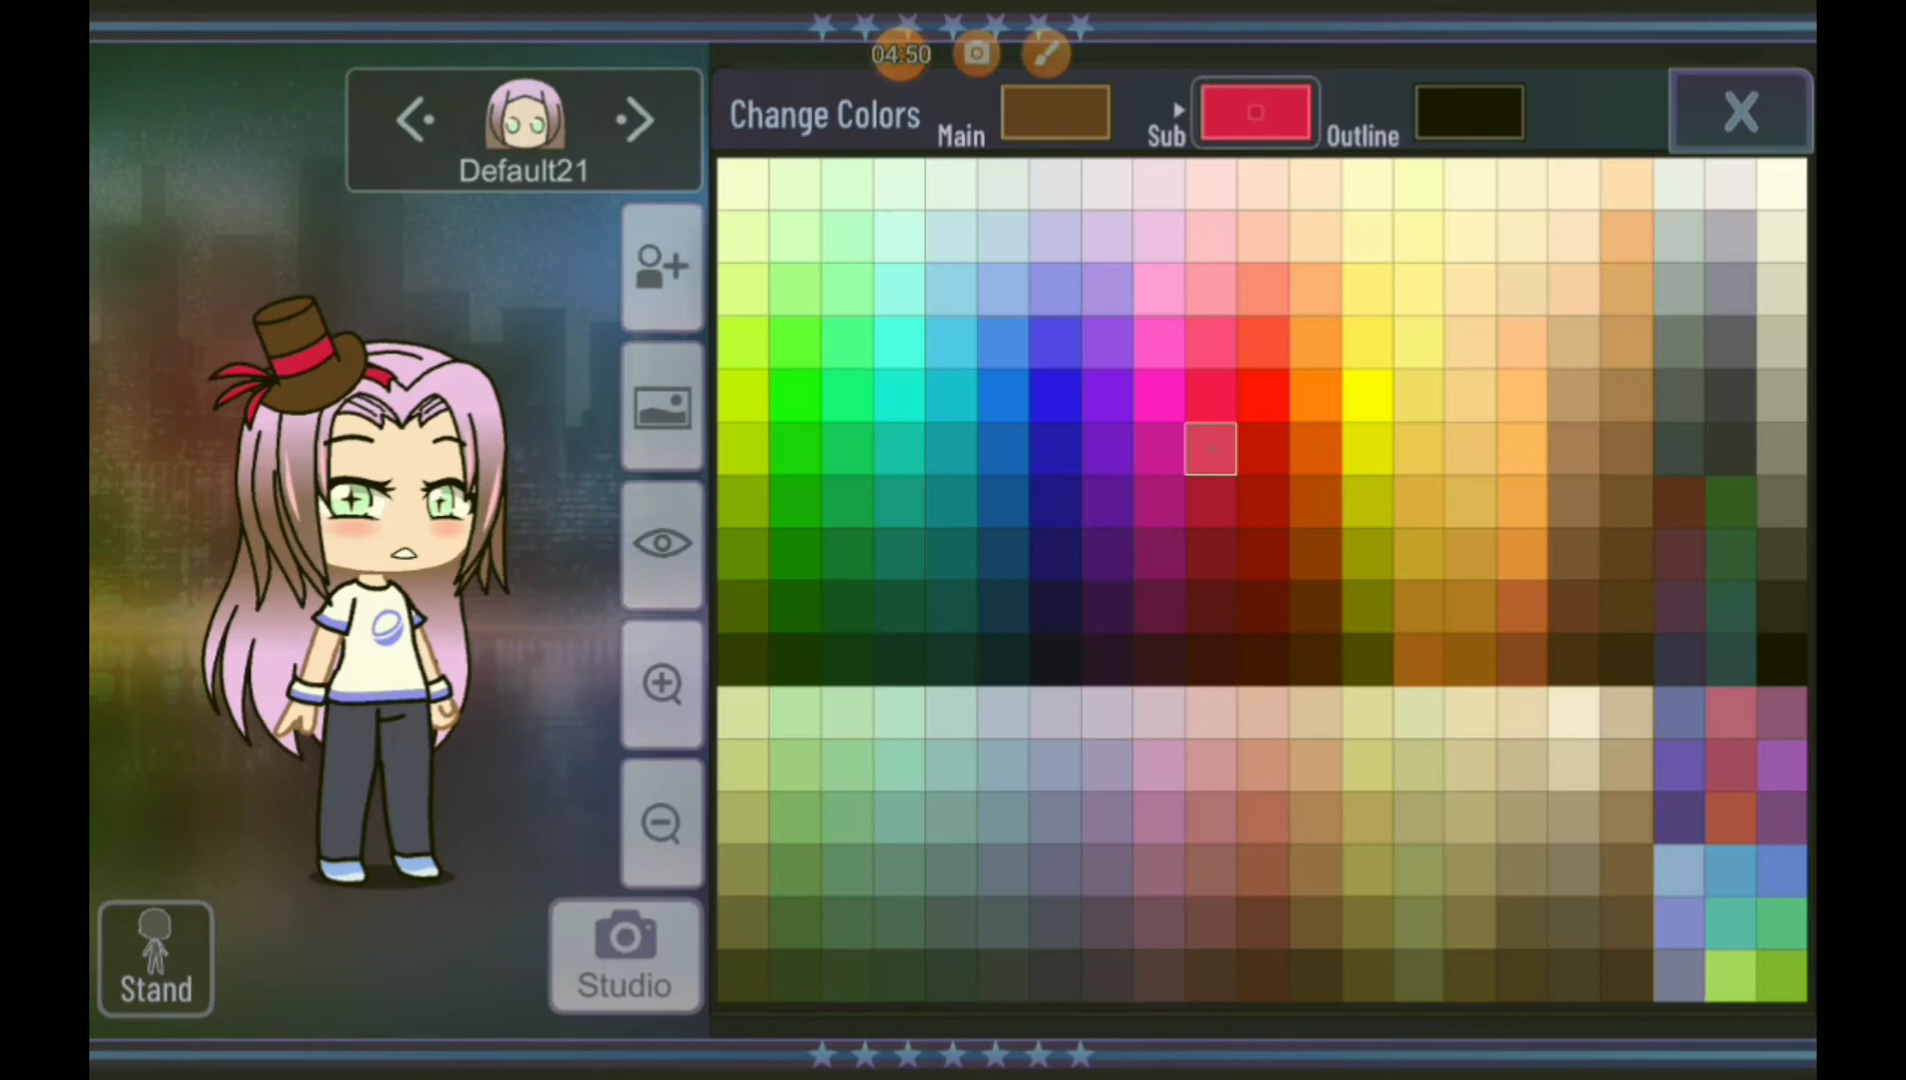 04:50
Change Colors
Main
Sub
Outline
X
Default21
Studio
Stand